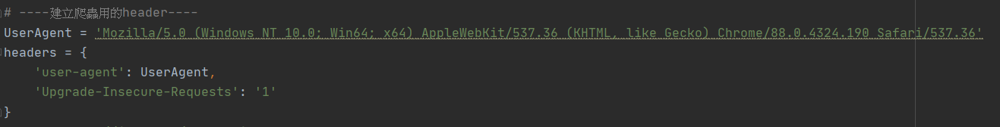 # ----建立爬蟲用的header----
UserAgent = 'Mozilla/5.0 (Windows NT 10.0; Win64; x64) AppleWebKit/537.36 (KHTML, like Gecko) Chrome/88.0.4324.190 Safari/537.36'
headers = {
    'user-agent': UserAgent,
    'Upgrade-Insecure-Requests': '1'
}